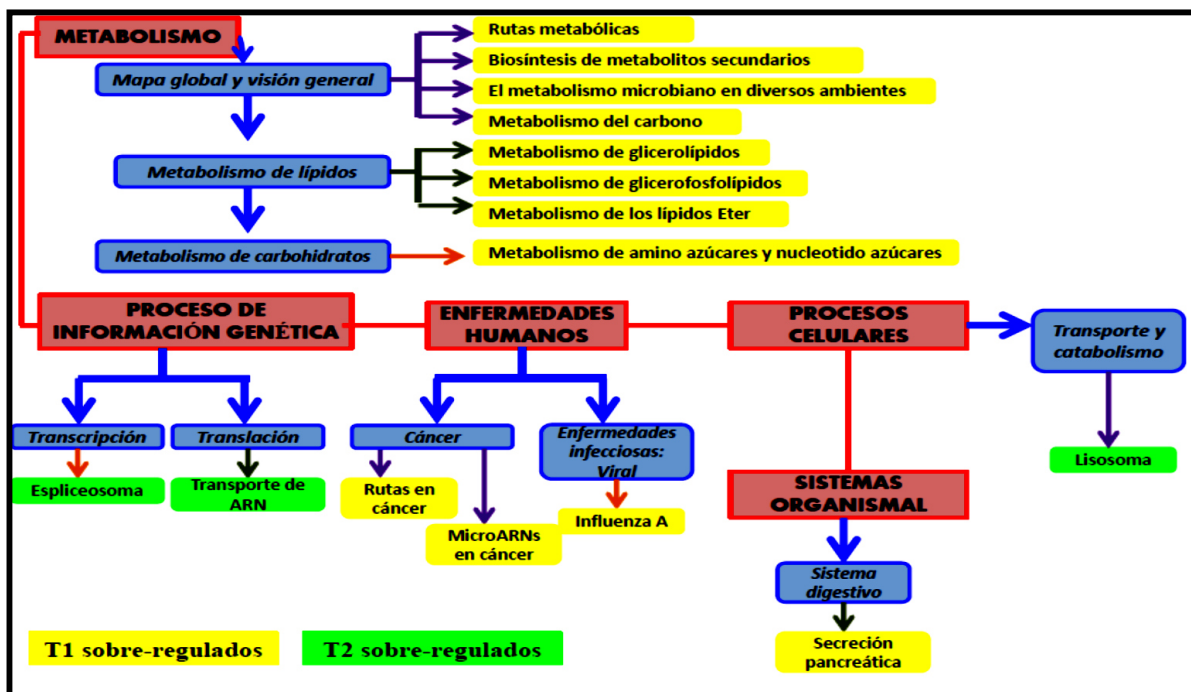 METABOLISMO
Mapa global y visión general
Rutas metabólicas
Biosíntesis de metabolitos secundarios
El metabolismo microbiano en diversos ambientes
Metabolismo del carbono
Metabolismo de lípidos
Metabolismo de glicerolípidos
Metabolismo de glicerofosfolípidos
Metabolismo de los lípidos Eter
Metabolismo de carbohidratos
Metabolismo de amino azúcares y nucleotido azúcares
PROCESO DE
INFORMACIÓN GENÉTICA
ENFERMEDADES
HUMANOS
PROCESOS
CELULARES
Transporte y
catabolismo
Transcripción
Translación
Cáncer
Enfermedades
infecciosas:
Viral
Lisosoma
Espliceosoma
Transporte de
ARN
Rutas en
cáncer
MicroARNs
en cáncer
Influenza A
SISTEMAS
ORGANISMAL
Sistema
digestivo
Secreción
pancreática
T1 sobre-regulados
T2 sobre-regulados